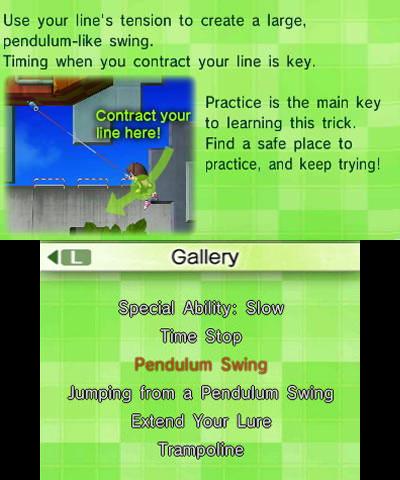 Use your line's tension to create a large,
pendulum-like swing.
Timing when you contract your line is key.
Contract your
line here!
Practice is the main key
to learning this trick.
Find a safe place to
practice, and keep trying!
L
Gallery
Special Ability: Slow
Time Stop
Pendulum Swing
Jumping from a Pendulum Swing
Extend Your Lure
Trampoline